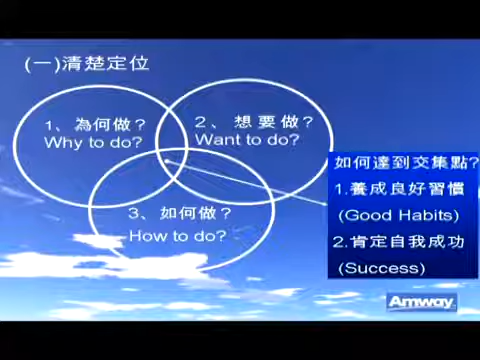 (一)清楚定位
1、為何做？
Why to do?
2、想要做？
Want to do?
3、如何做？
How to do?
如何達到交集點?
1.養成良好習慣
(Good Habits)
2.肯定自我成功
(Success)
Amway